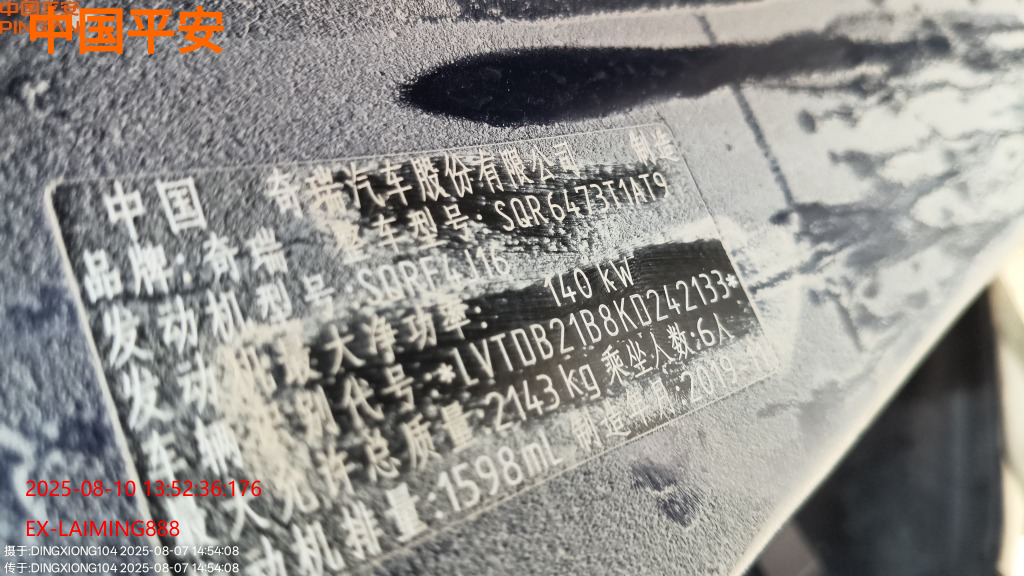 中国平安
中国平安
中国 奇瑞汽车股份有限公司 制造
品牌:奇瑞 整车型号:SQR6473T1AT9
发动机型号 SQRF4J16
发动机最大净功率: 140 kW
车辆识别代号:*LVTDB21B8KD242133*
最大允许总质量 2143 kg 乘坐人数:6人
发动机排量:1598mL 制造年月 2019
2025-08-10 13:52:36:176
EX-LAIMING888
摄于:DINGXIONG104 2025-08-07 14:54:08
传于:DINGXIONG104 2025-08-07 14:54:08